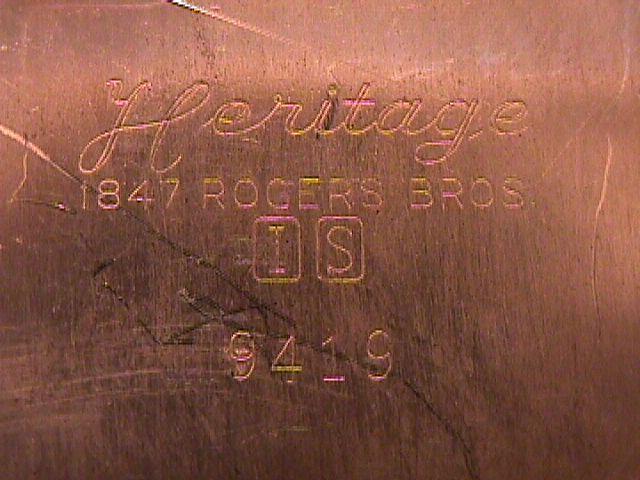 Heritage
1847 ROGERS BROS.
I S
9419